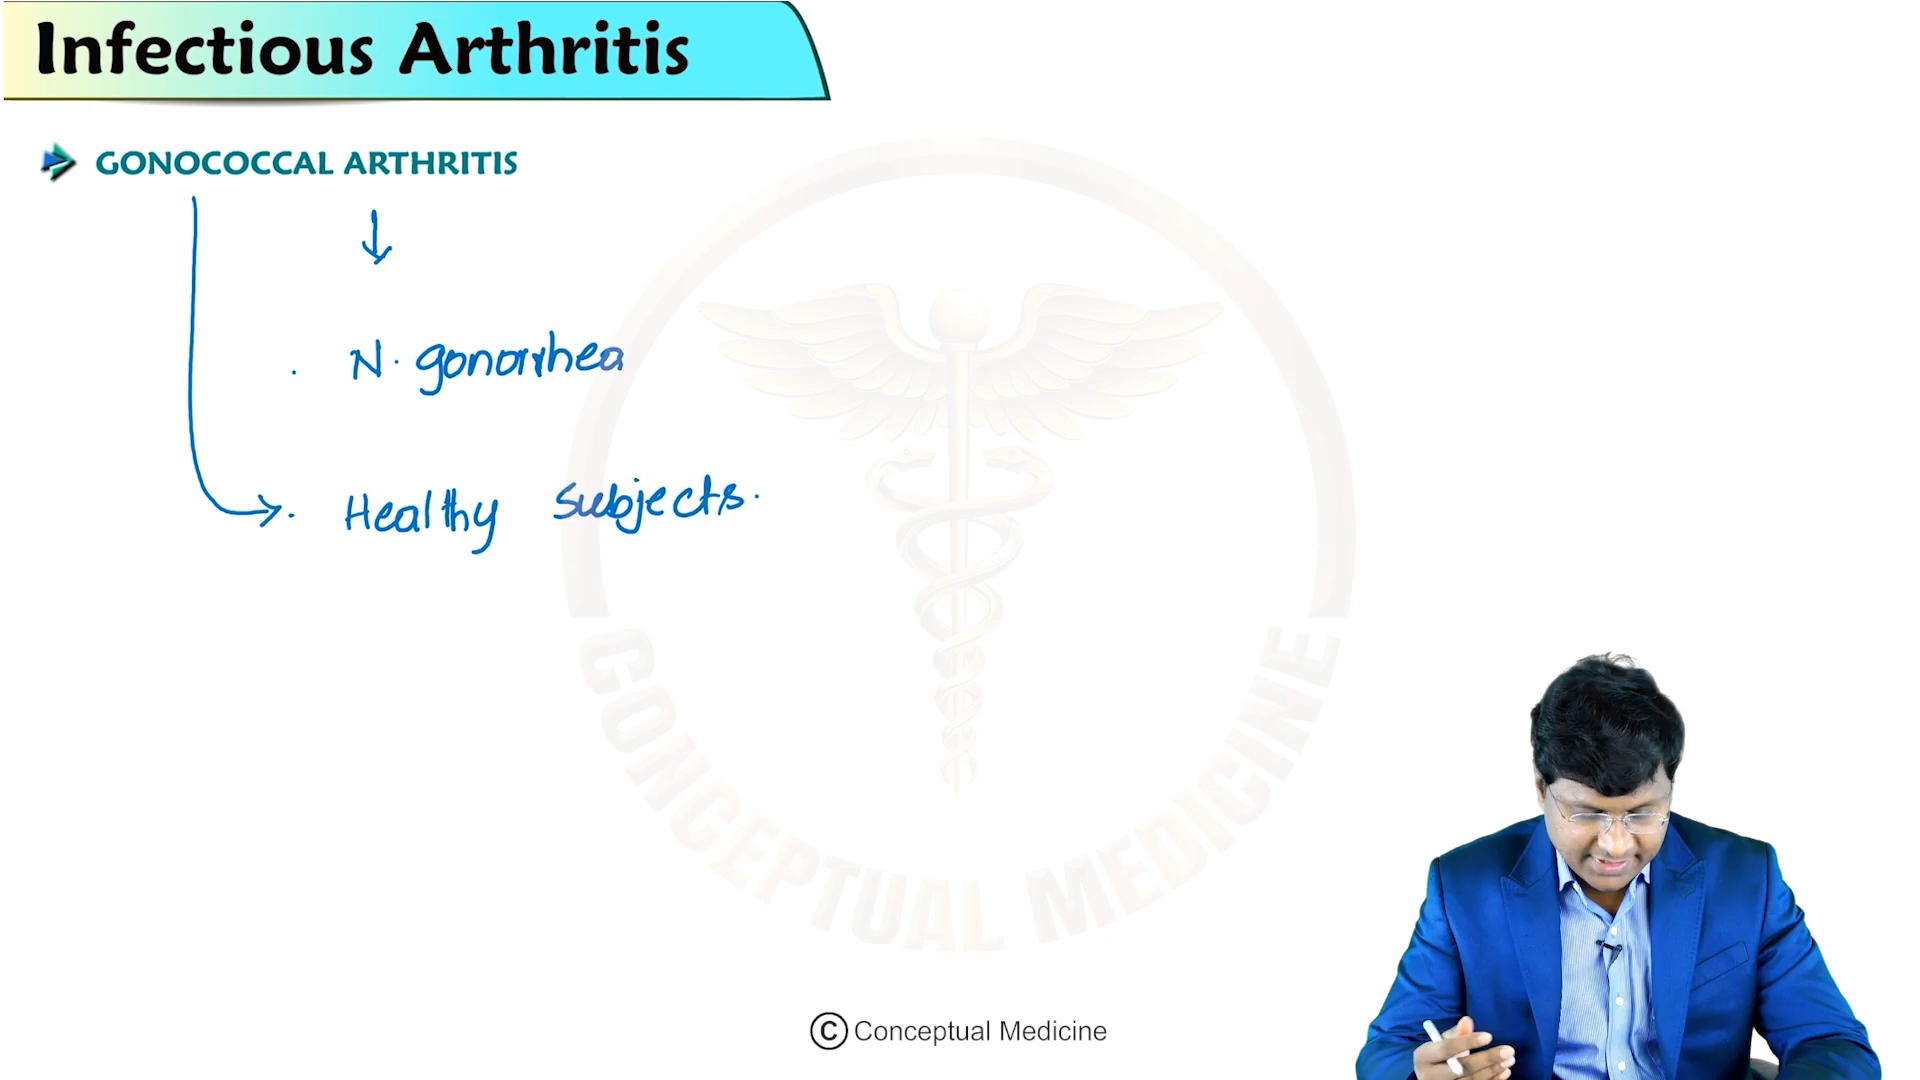 Infectious Arthritis
GONOCOCCAL ARTHRITIS
N. gonorrhea
Healthy Subjects.
CONCEPTUAL MEDICINE
© Conceptual Medicine